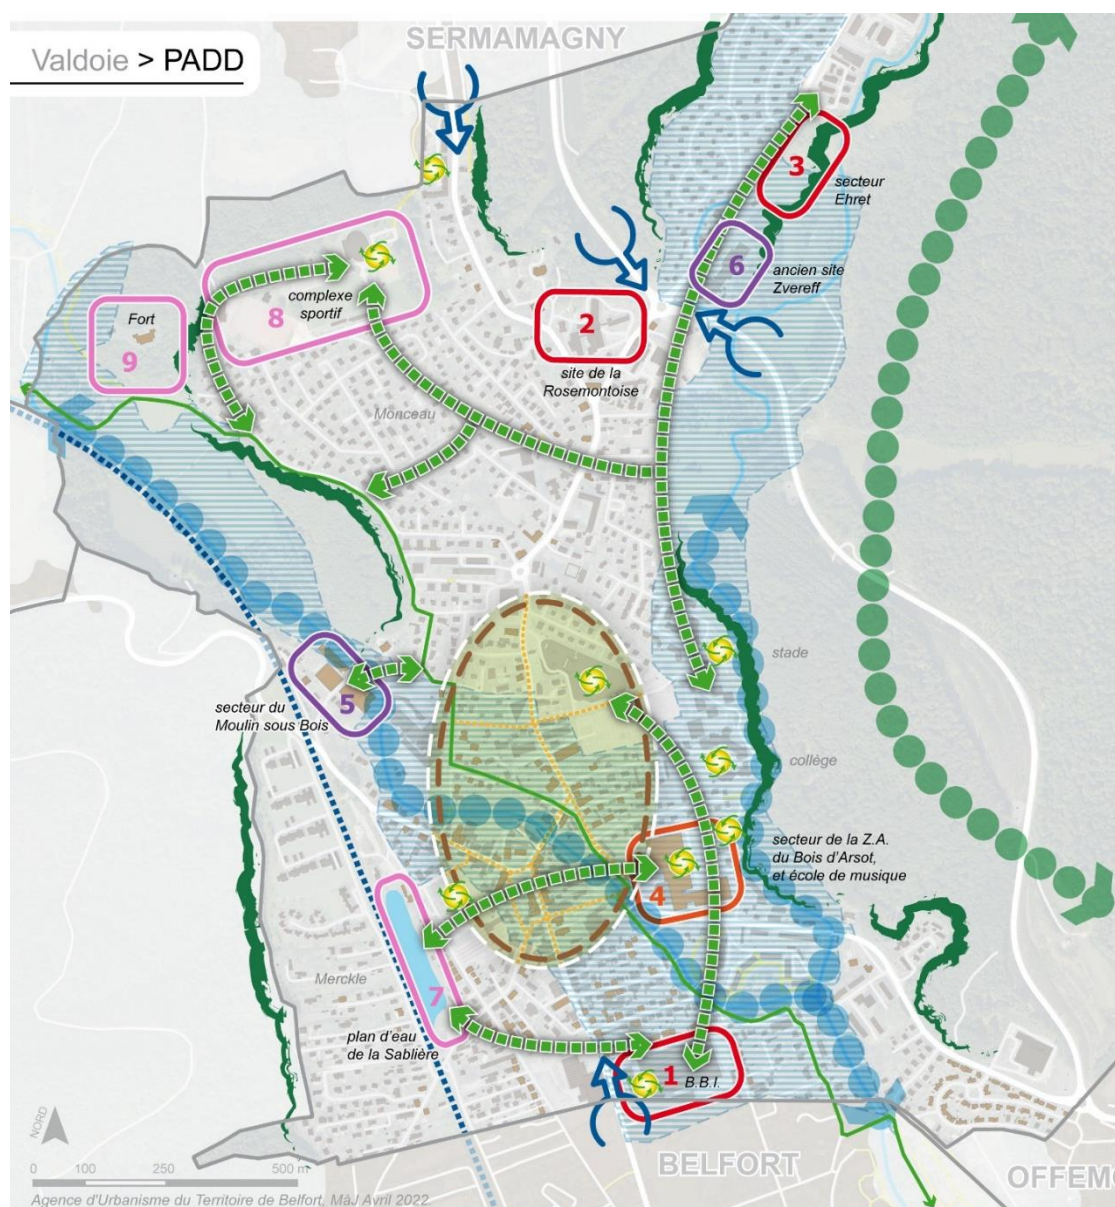 SERMAMAGNY
Valdoie > PADD
3
secteur
Ehret
6
ancien site
Zvereff
complexe
sportif
8
Fort
9
2
site de la
Rosemontoise
Monceau
stade
5
secteur du
Moulin sous Bois
collège
secteur de la Z.A.
du Bois d'Arsot,
et école de musique
4
Merckle
7
plan d'eau
de la Sablière
1
B.B.I.
NORD
BELFORT
0 100 250 500 m
OFFEM
Agence d'Urbanisme du Territoire de Belfort, MàJ Avril 2022.